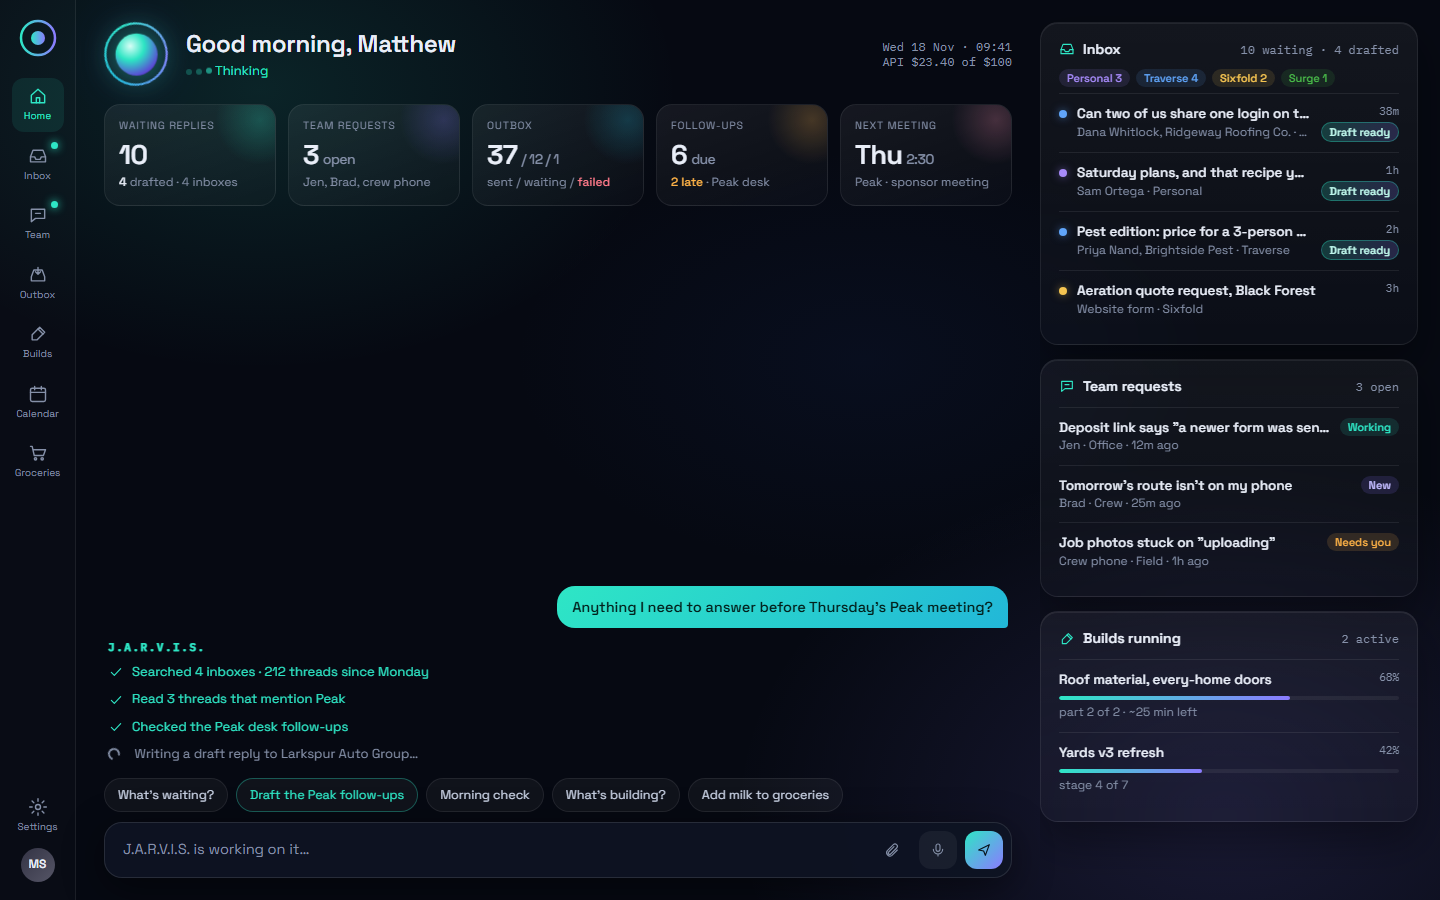 Home
Inbox
Team
Outbox
Builds
Calendar
Groceries
Settings
MS
Good morning, Matthew
Thinking
Wed 18 Nov · 09:41
API $23.40 of $100
WAITING REPLIES
10
4 drafted · 4 inboxes
TEAM REQUESTS
3 open
Jen, Brad, crew phone
OUTBOX
37 / 12 / 1
sent / waiting / failed
FOLLOW-UPS
6 due
2 late · Peak desk
NEXT MEETING
Thu 2:30
Peak · sponsor meeting
Anything I need to answer before Thursday's Peak meeting?
J.A.R.V.I.S.
Searched 4 inboxes · 212 threads since Monday
Read 3 threads that mention Peak
Checked the Peak desk follow-ups
Writing a draft reply to Larkspur Auto Group...
What's waiting?
Draft the Peak follow-ups
Morning check
What's building?
Add milk to groceries
J.A.R.V.I.S. is working on it...
Inbox
10 waiting · 4 drafted
Personal 3
Traverse 4
Sixfold 2
Surge 1
Can two of us share one login on t...
38m
Dana Whitlock, Ridgeway Roofing Co. · ...
Draft ready
Saturday plans, and that recipe y...
1h
Sam Ortega · Personal
Draft ready
Pest edition: price for a 3-person ...
2h
Priya Nand, Brightside Pest · Traverse
Draft ready
Aeration quote request, Black Forest
3h
Website form · Sixfold
Team requests
3 open
Deposit link says "a newer form was sen...
Working
Jen · Office · 12m ago
Tomorrow's route isn't on my phone
New
Brad · Crew · 25m ago
Job photos stuck on "uploading"
Needs you
Crew phone · Field · 1h ago
Builds running
2 active
Roof material, every-home doors
68%
part 2 of 2 · ~25 min left
Yards v3 refresh
42%
stage 4 of 7